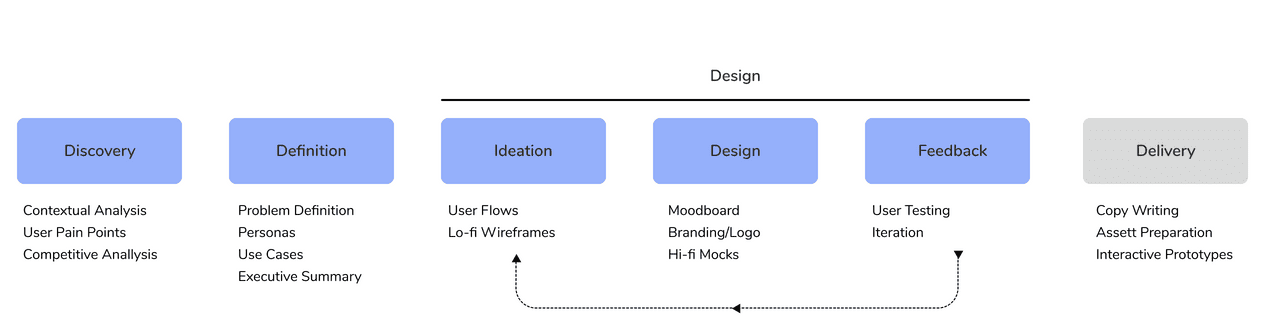 Design
Discovery
Definition
Ideation
Design
Feedback
Delivery
Contextual Analysis
User Pain Points
Competitive Anallysis
Problem Definition
Personas
Use Cases
Executive Summary
User Flows
Lo-fi Wireframes
Moodboard
Branding/Logo
Hi-fi Mocks
User Testing
Iteration
Copy Writing
Assett Preparation
Interactive Prototypes